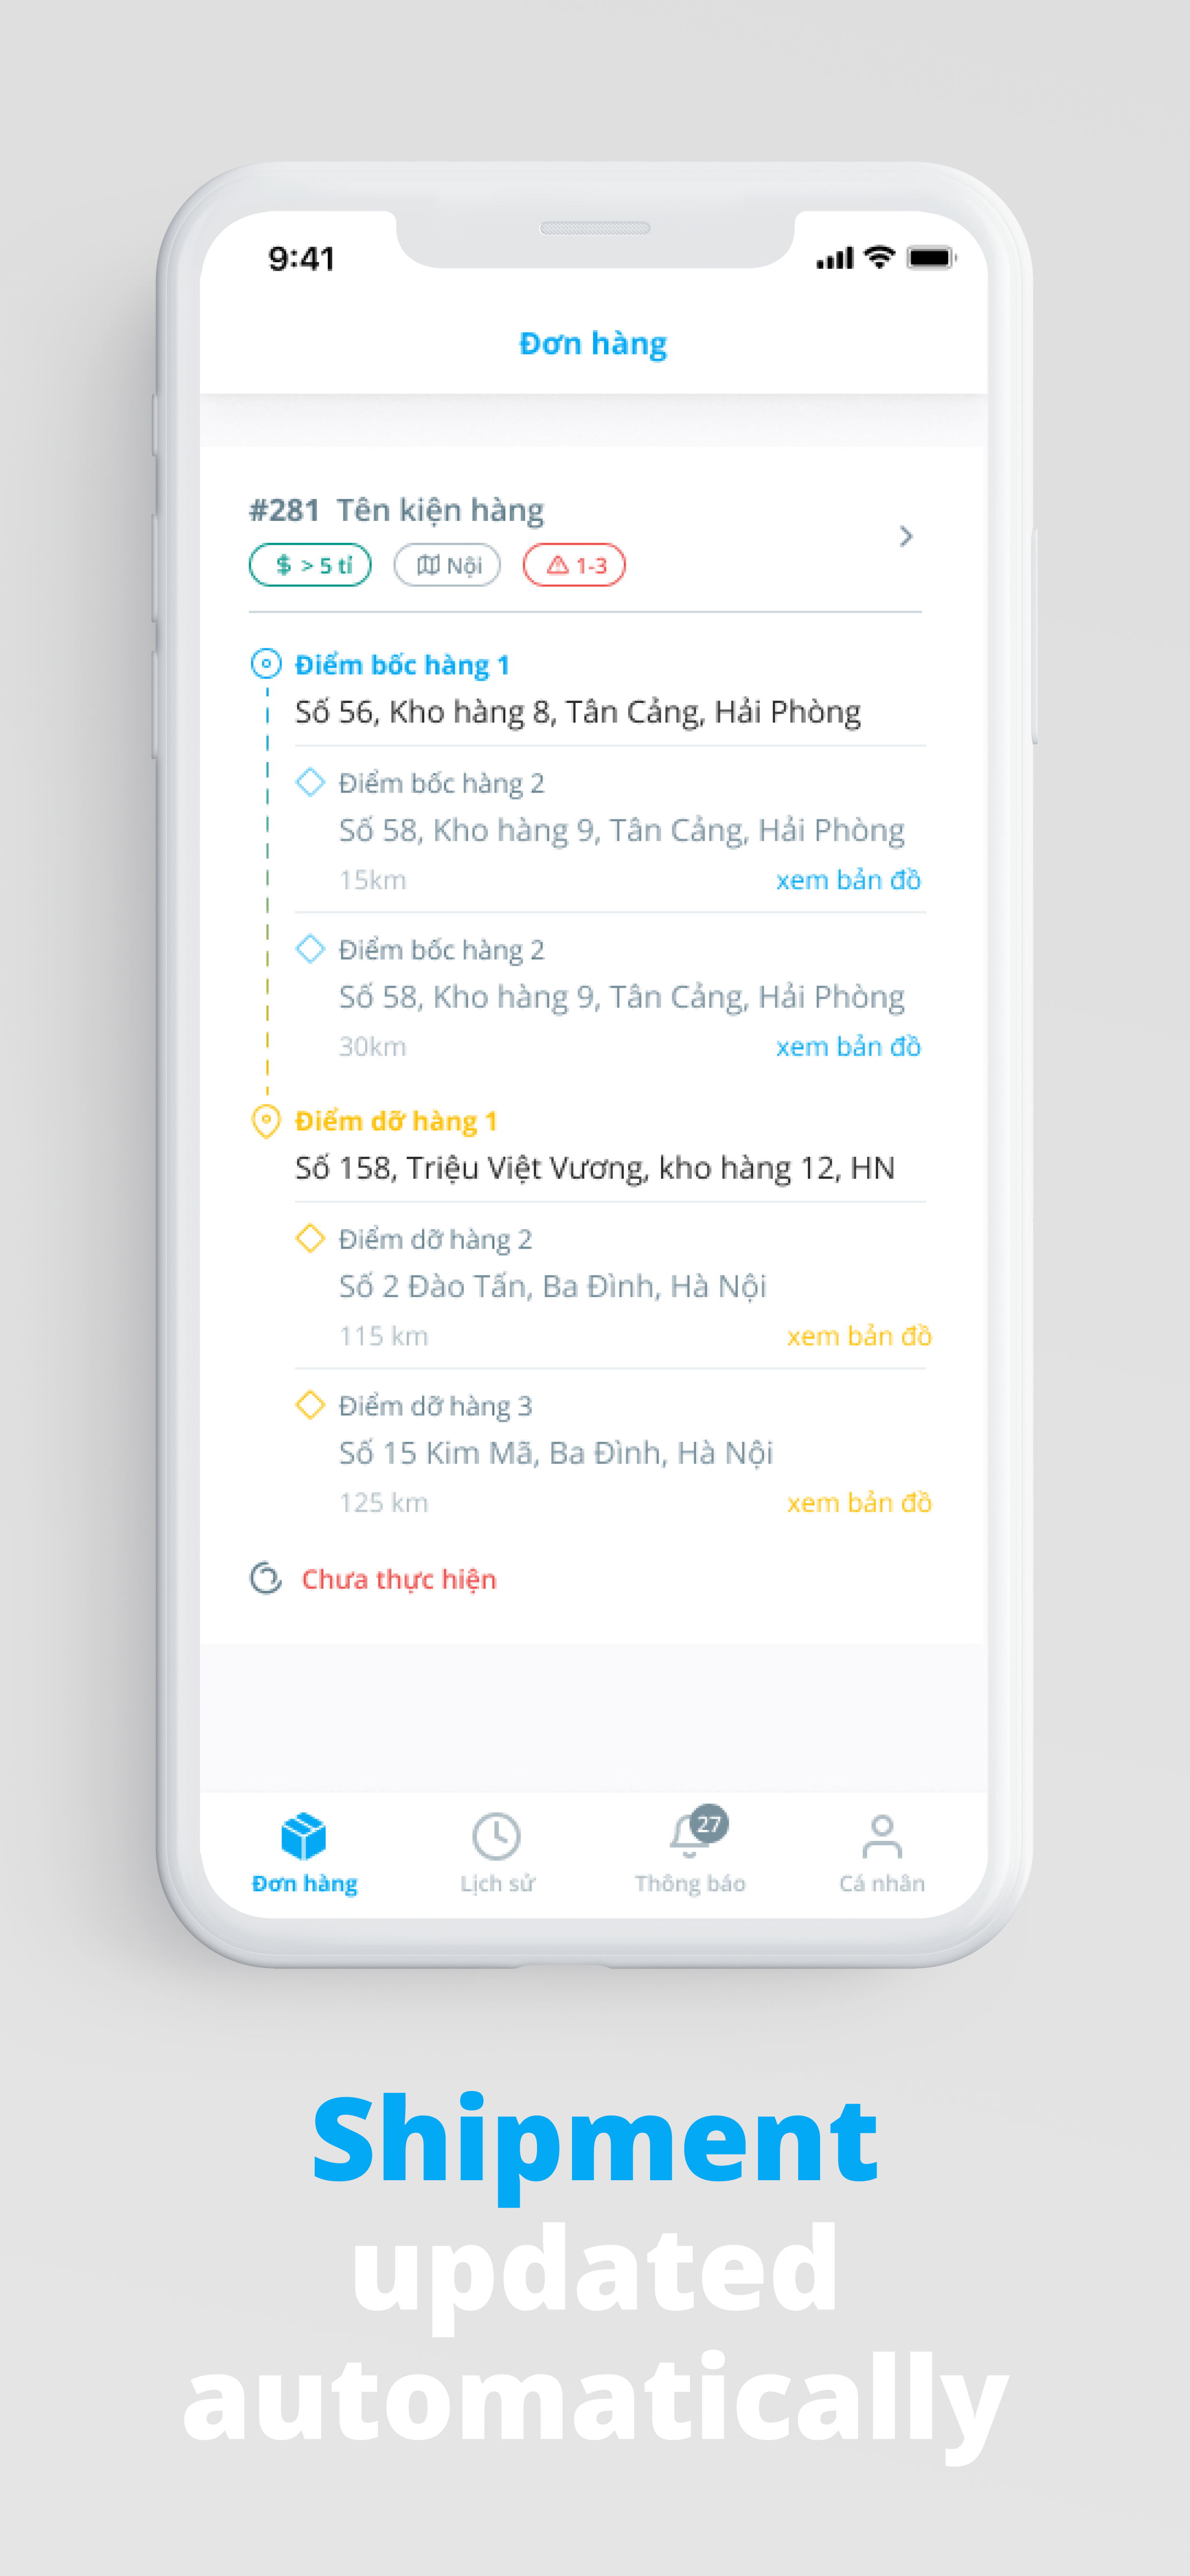 9:41
Đơn hàng
#281 Tên kiện hàng
$ > 5 tỉ Nội 1-3
Điểm bốc hàng 1
Số 56, Kho hàng 8, Tân Cảng, Hải Phòng
Điểm bốc hàng 2
Số 58, Kho hàng 9, Tân Cảng, Hải Phòng
15km xem bản đồ
Điểm bốc hàng 2
Số 58, Kho hàng 9, Tân Cảng, Hải Phòng
30km xem bản đồ
Điểm dỡ hàng 1
Số 158, Triệu Việt Vương, kho hàng 12, HN
Điểm dỡ hàng 2
Số 2 Đào Tấn, Ba Đình, Hà Nội
115 km xem bản đồ
Điểm dỡ hàng 3
Số 15 Kim Mã, Ba Đình, Hà Nội
125 km xem bản đồ
Chưa thực hiện
27
Đơn hàng Lịch sử Thông báo Cá nhân
Shipment
updated
automatically